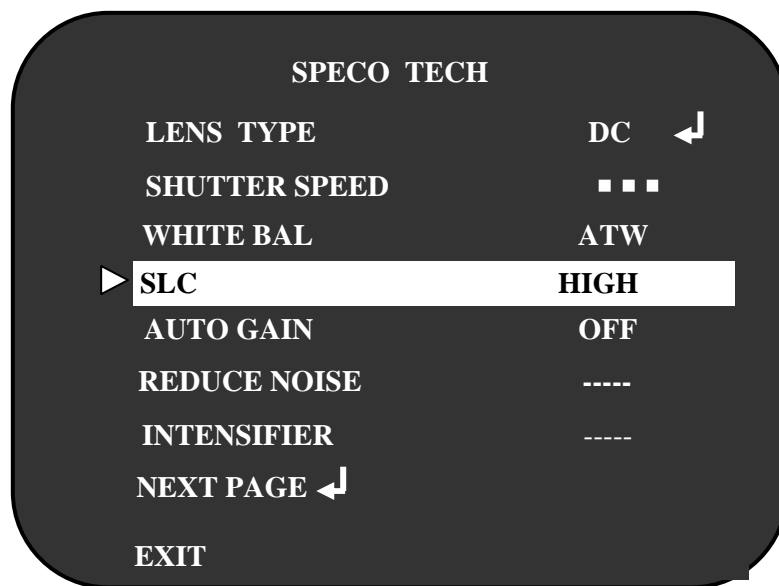 SPECO TECH
LENS TYPE DC ↲
SHUTTER SPEED ▪ ▪ ▪
WHITE BAL ATW
SLC HIGH
AUTO GAIN OFF
REDUCE NOISE -----
INTENSIFIER -----
NEXT PAGE ↲
EXIT